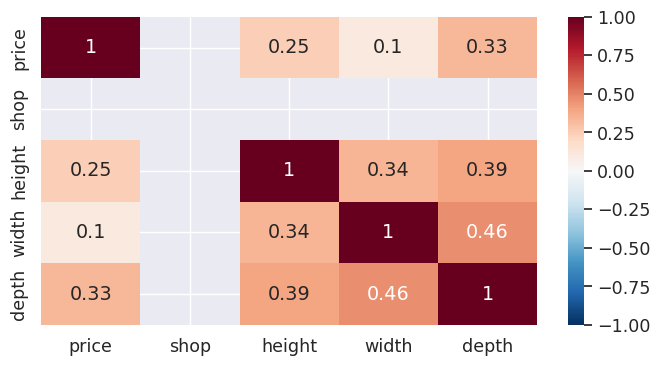 price 1 0.25 0.1 0.33
shop
height 0.25 1 0.34 0.39
width 0.1 0.34 1 0.46
depth 0.33 0.39 0.46 1
price shop height width depth
1.00
0.75
0.50
0.25
0.00
−0.25
−0.50
−0.75
−1.00